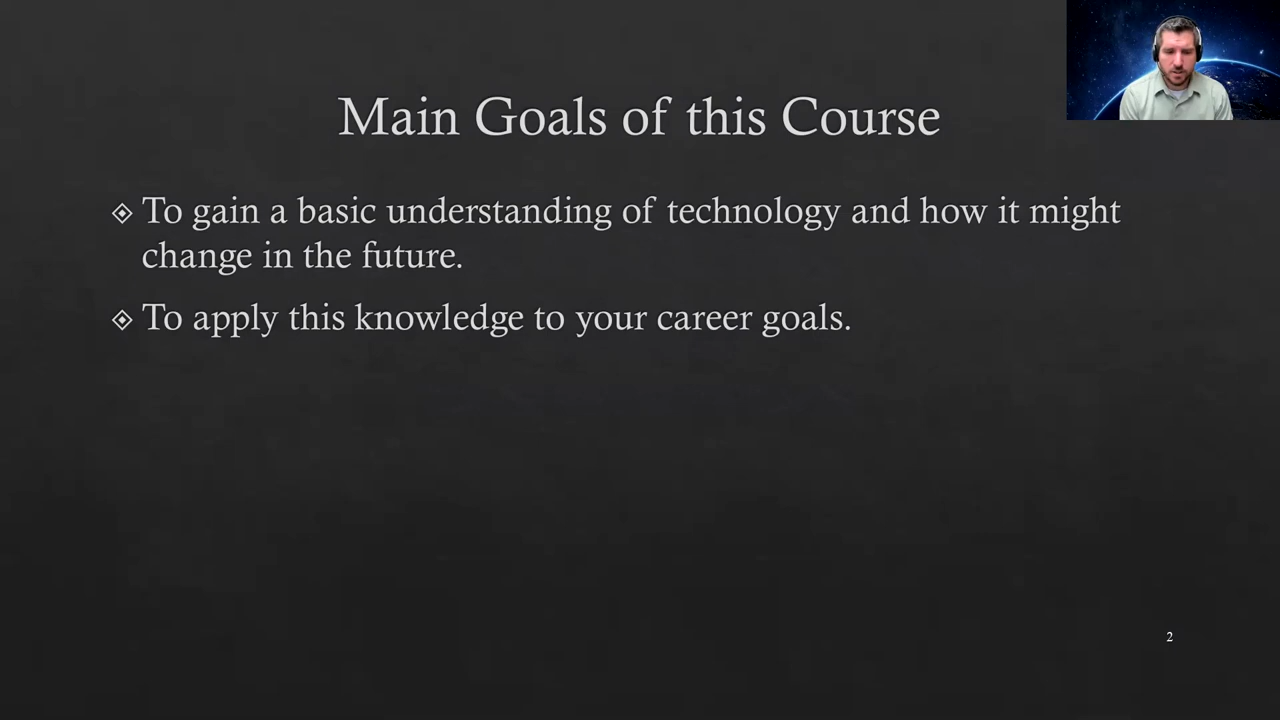 Main Goals of this Course
To gain a basic understanding of technology and how it might
change in the future.
To apply this knowledge to your career goals.
2